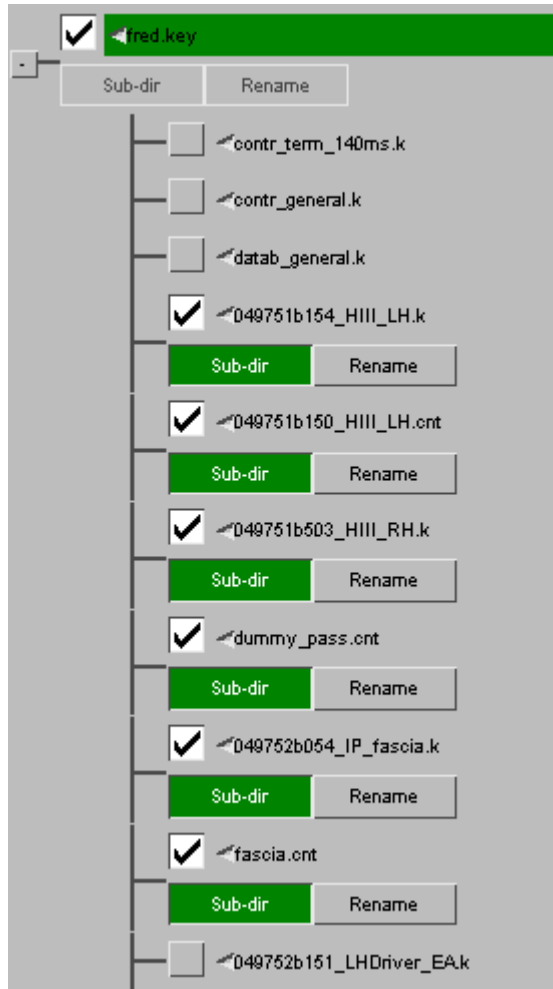 fred.key
-
Sub-dir Rename
contr_term_140ms.k
contr_general.k
datab_general.k
049751b154_HIII_LH.k
Sub-dir Rename
049751b150_HIII_LH.cnt
Sub-dir Rename
049751b503_HIII_RH.k
Sub-dir Rename
dummy_pass.cnt
Sub-dir Rename
049752b054_IP_fascia.k
Sub-dir Rename
fascia.cnt
Sub-dir Rename
049752b151_LHDriver_EA.k